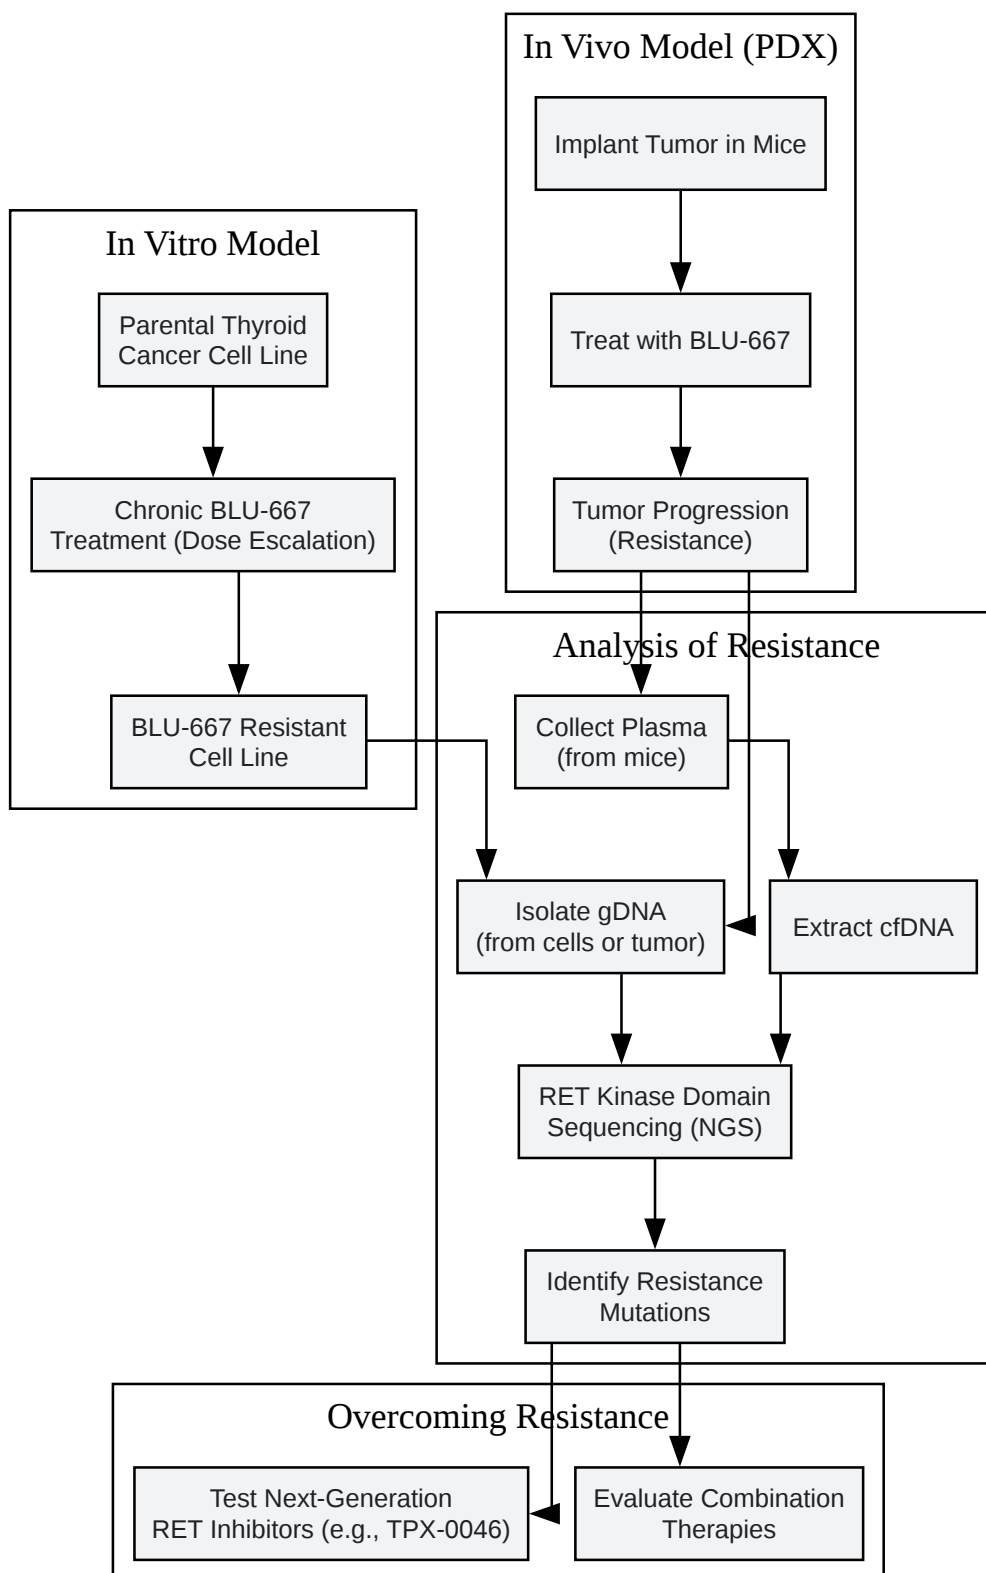 In Vivo Model (PDX)
Implant Tumor in Mice
Treat with BLU-667
Tumor Progression
(Resistance)
In Vitro Model
Parental Thyroid
Cancer Cell Line
Chronic BLU-667
Treatment (Dose Escalation)
BLU-667 Resistant
Cell Line
Analysis of Resistance
Collect Plasma
(from mice)
Isolate gDNA
(from cells or tumor)
Extract cfDNA
RET Kinase Domain
Sequencing (NGS)
Identify Resistance
Mutations
Overcoming Resistance
Test Next-Generation
RET Inhibitors (e.g., TPX-0046)
Evaluate Combination
Therapies